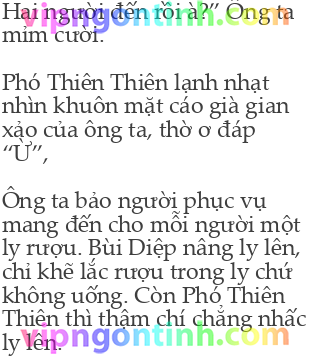 Hai người đến rồi à?" Ông ta
mỉm cười.
Phó Thiên Thiên lạnh nhạt
nhìn khuôn mặt cáo già gian
xảo của ông ta, thờ ơ đáp
“Ừ”,
Ông ta bảo người phục vụ
mang đến cho mỗi người một
ly rượu. Bùi Diệp nâng ly lên,
chỉ khẽ lắc rượu trong ly chứ
không uống. Còn Phó Thiên
Thiên thì thậm chí chẳng nhấc
ly lên.
vipngontinh.com
vipngontinh.com